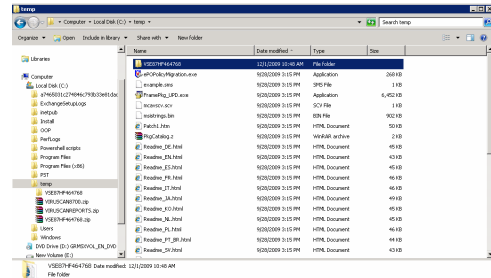 temp
Computer Local Disk (C:) temp
Search temp
Organize Open Include in library Share with New folder
Name Date modified Type Size
VSE87HF464768 12/1/2009 10:48 AM File folder
ePOPolicyMigration.exe 9/28/2009 3:15 PM Application 268 KB
example.sms 9/28/2009 3:15 PM SMS File 1 KB
FramePkg_UPD.exe 9/28/2009 3:15 PM Application 6,452 KB
mcavscv.scv 9/28/2009 3:15 PM SCV File 1 KB
msistrings.bin 9/28/2009 3:15 PM BIN File 902 KB
Patch1.htm 9/28/2009 3:15 PM HTML Document 50 KB
PkgCatalog.z 9/28/2009 3:15 PM WinRAR archive 2 KB
Readme_DE.html 9/28/2009 3:15 PM HTML Document 45 KB
Readme_EN.html 9/28/2009 3:15 PM HTML Document 43 KB
Readme_ES.html 9/28/2009 3:15 PM HTML Document 45 KB
Readme_FR.html 9/28/2009 3:15 PM HTML Document 46 KB
Readme_IT.html 9/28/2009 3:15 PM HTML Document 46 KB
Readme_JA.html 9/28/2009 3:15 PM HTML Document 49 KB
Readme_KO.html 9/28/2009 3:15 PM HTML Document 45 KB
Readme_NL.html 9/28/2009 3:15 PM HTML Document 45 KB
Readme_PL.html 9/28/2009 3:15 PM HTML Document 46 KB
Readme_PT_BR.html 9/28/2009 3:15 PM HTML Document 44 KB
Readme_SV.html 9/28/2009 3:15 PM HTML Document 43 KB
Libraries
Computer
Local Disk (C:)
ExchangeSetupLogs
inetpub
Install
OOP
PerfLogs
Powershell scripts
Program Files
Program Files (x86)
PST
temp
VSE87HF464768
VIRUSCAN8700.zip
VIRUSCANREPORTS.zip
VSE87HF464768.zip
Users
Windows
DVD Drive (D:) GRMSXVOL_EN_DVD
New Volume (E:)
VSE87HF464768 Date modified: 12/1/2009 10:48 AM
File folder